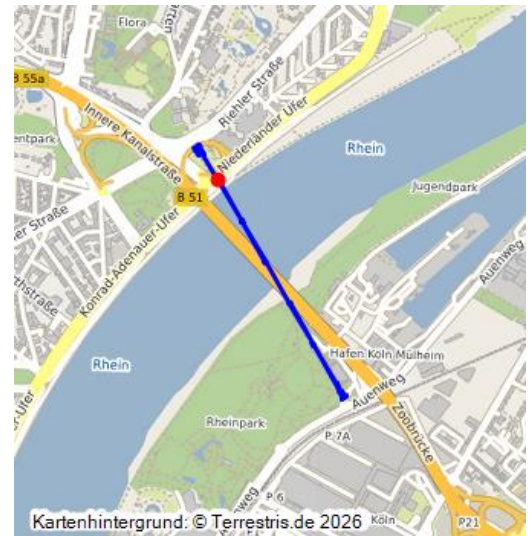 Flora
B 55a
Innere Kanalstraße
Riehler Straße
Niederländer Ufer
Rhein
Jugendpark
B 51
Konrad-Adenauer-Ufer
Auenweg
Rhein
Hafen Köln Mülheim
Auenweg
Zoobrücke
Rheinpark
P 7A
Auenweg
P 6
Köln
P21
Kartenhintergrund: © Terrestris.de 2026